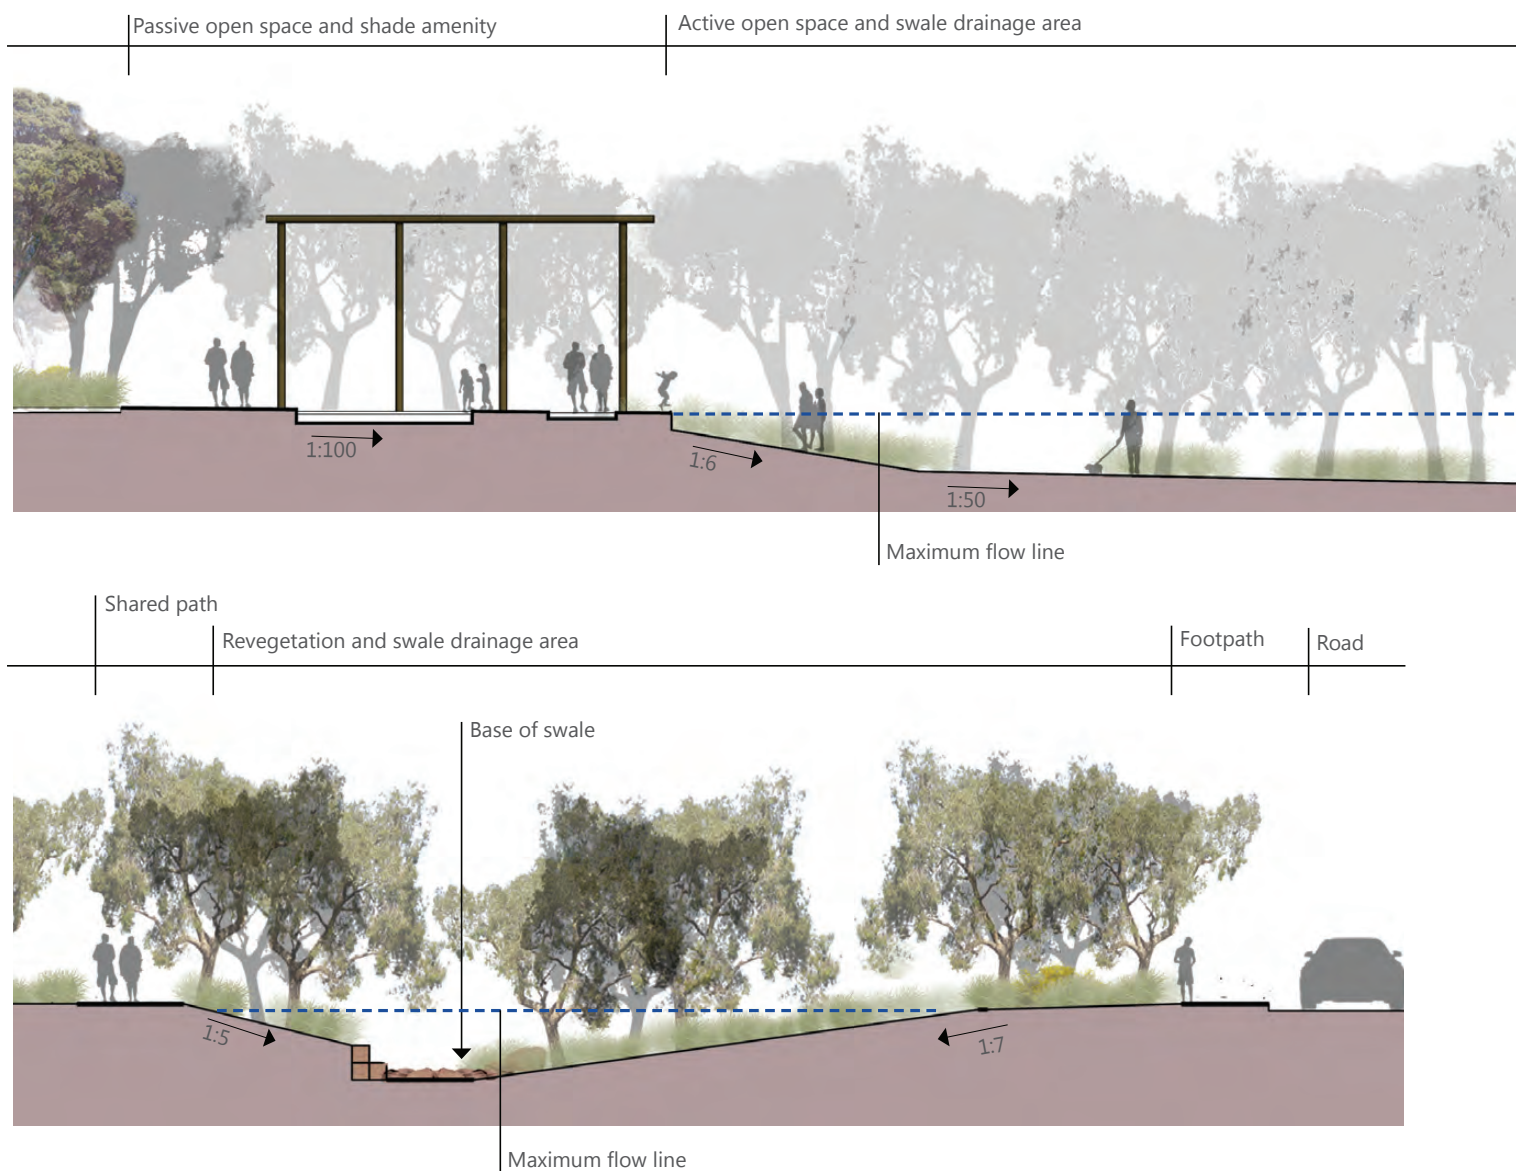 Passive open space and shade amenity
Active open space and swale drainage area
1:100
1:6
1:50
Maximum flow line
Shared path
Revegetation and swale drainage area
Footpath
Road
Base of swale
1:5
1:7
Maximum flow line